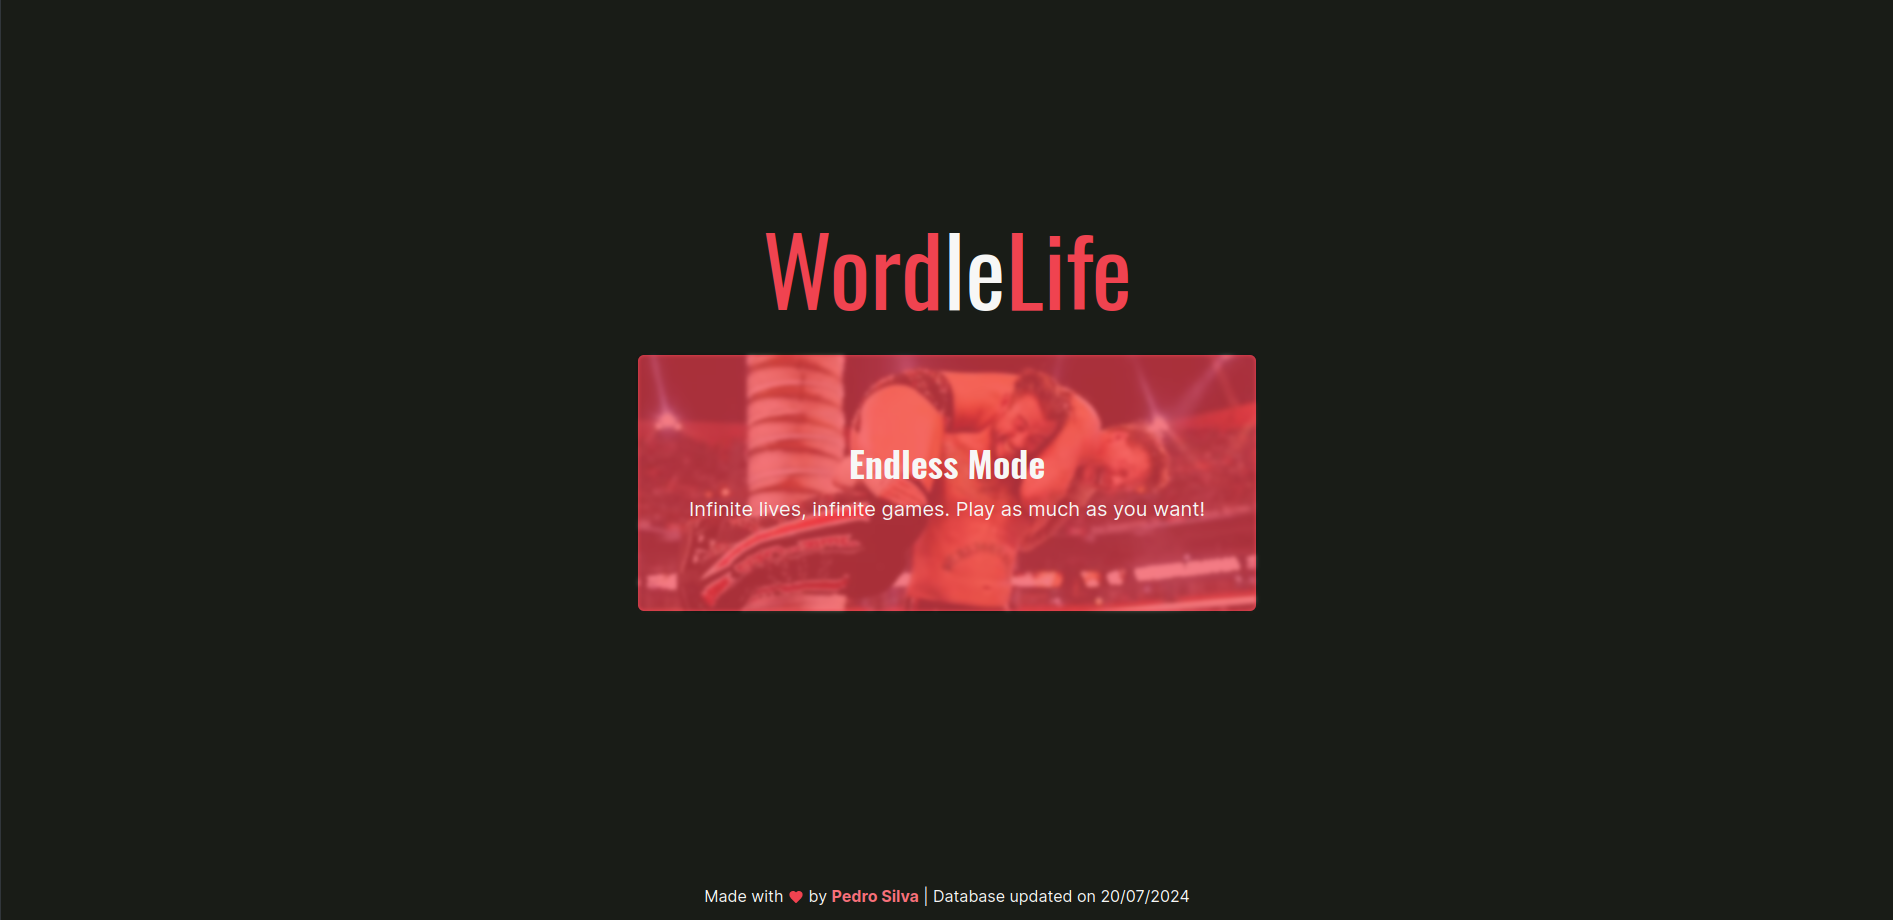 WordleLife
Endless Mode
Infinite lives, infinite games. Play as much as you want!
Made with ❤ by Pedro Silva | Database updated on 20/07/2024